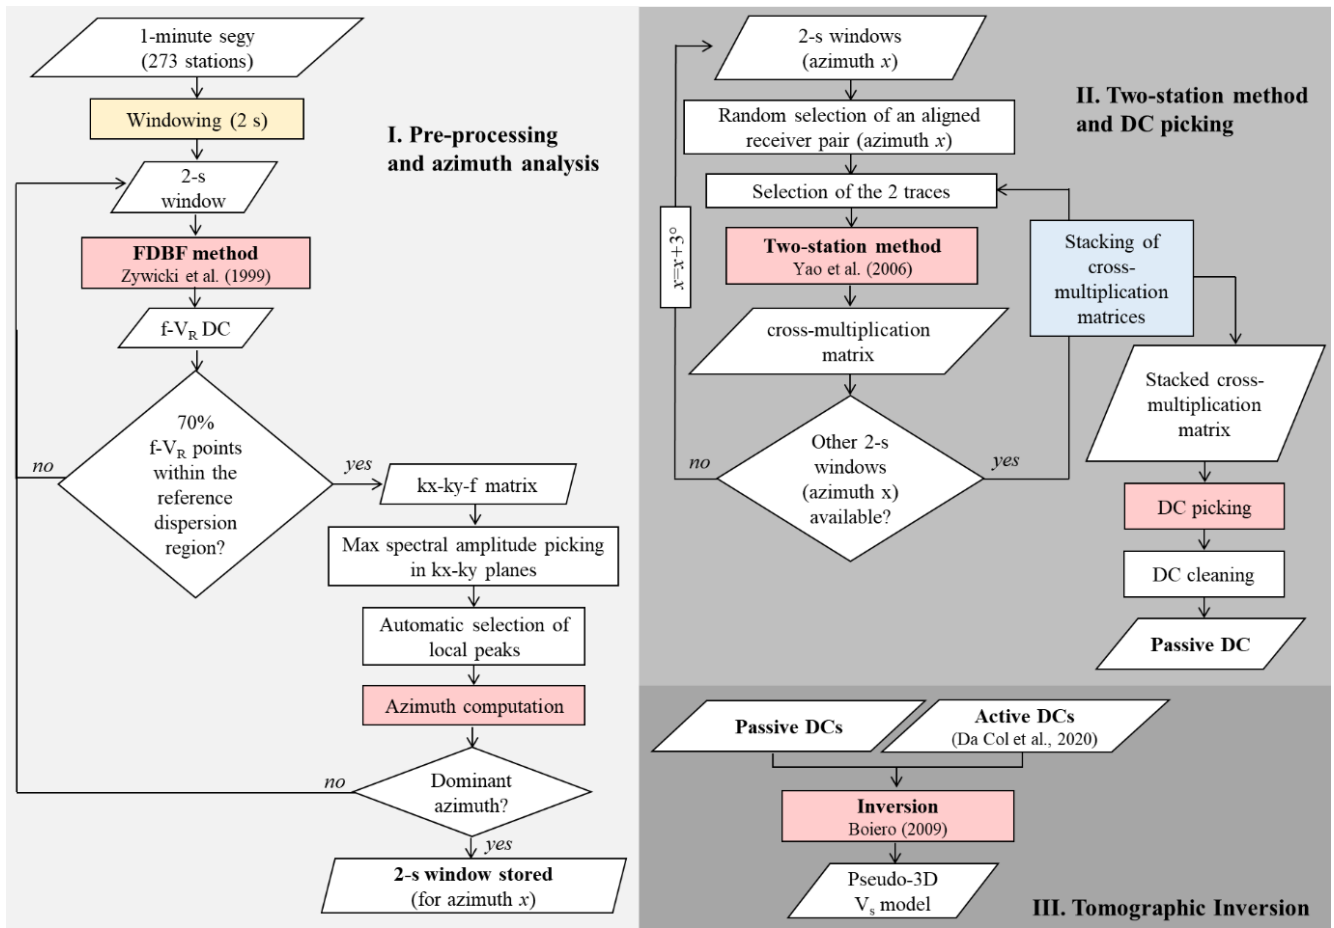 1-minute segy
(273 stations)
Windowing (2 s)
2-s
window
FDBF method
Zywicki et al. (1999)
f-VR DC
70%
f-VR points
within the
reference
dispersion
region?
no
yes
kx-ky-f matrix
Max spectral amplitude picking
in kx-ky planes
Automatic selection of
local peaks
Azimuth computation
Dominant
azimuth?
no
yes
2-s window stored
(for azimuth x)
I. Pre-processing
and azimuth analysis
2-s windows
(azimuth x)
Random selection of an aligned
receiver pair (azimuth x)
Selection of the 2 traces
Two-station method
Yao et al. (2006)
cross-multiplication
matrix
Other 2-s
windows
(azimuth x)
available?
no
yes
x=x+3°
Stacking of
cross-
multiplication
matrices
Stacked cross-
multiplication
matrix
DC picking
DC cleaning
Passive DC
II. Two-station method
and DC picking
Passive DCs
Active DCs
(Da Col et al., 2020)
Inversion
Boiero (2009)
Pseudo-3D
Vs model
III. Tomographic Inversion